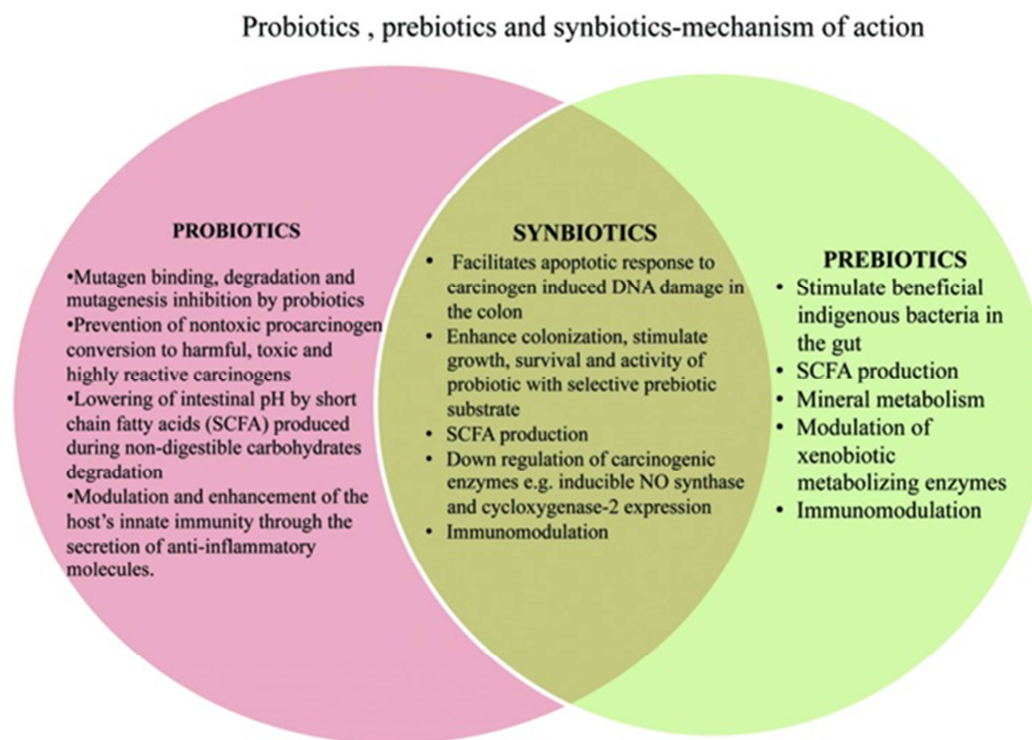 Probiotics , prebiotics and synbiotics-mechanism of action
PROBIOTICS
•Mutagen binding, degradation and
mutagenesis inhibition by probiotics
•Prevention of nontoxic procarcinogen
conversion to harmful, toxic and
highly reactive carcinogens
•Lowering of intestinal pH by short
chain fatty acids (SCFA) produced
during non-digestible carbohydrates
degradation
•Modulation and enhancement of the
host's innate immunity through the
secretion of anti-inflammatory
molecules.
SYNBIOTICS
• Facilitates apoptotic response to
carcinogen induced DNA damage in
the colon
• Enhance colonization, stimulate
growth, survival and activity of
probiotic with selective prebiotic
substrate
• SCFA production
• Down regulation of carcinogenic
enzymes e.g. inducible NO synthase
and cycloxygenase-2 expression
• Immunomodulation
PREBIOTICS
• Stimulate beneficial
indigenous bacteria in
the gut
• SCFA production
• Mineral metabolism
• Modulation of
xenobiotic
metabolizing enzymes
• Immunomodulation